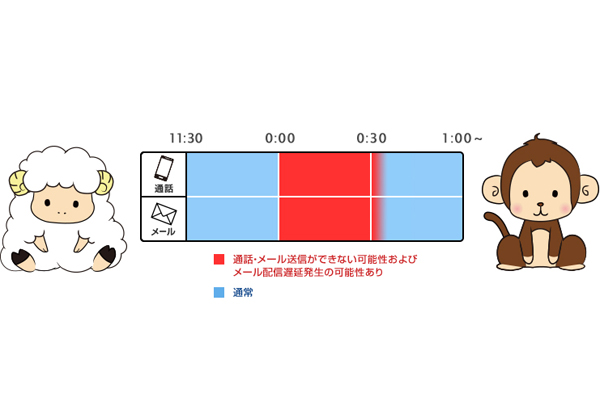 11:30 0:00 0:30 1:00～
通話
メール
通話・メール送信ができない可能性および
メール配信遅延発生の可能性あり
通常